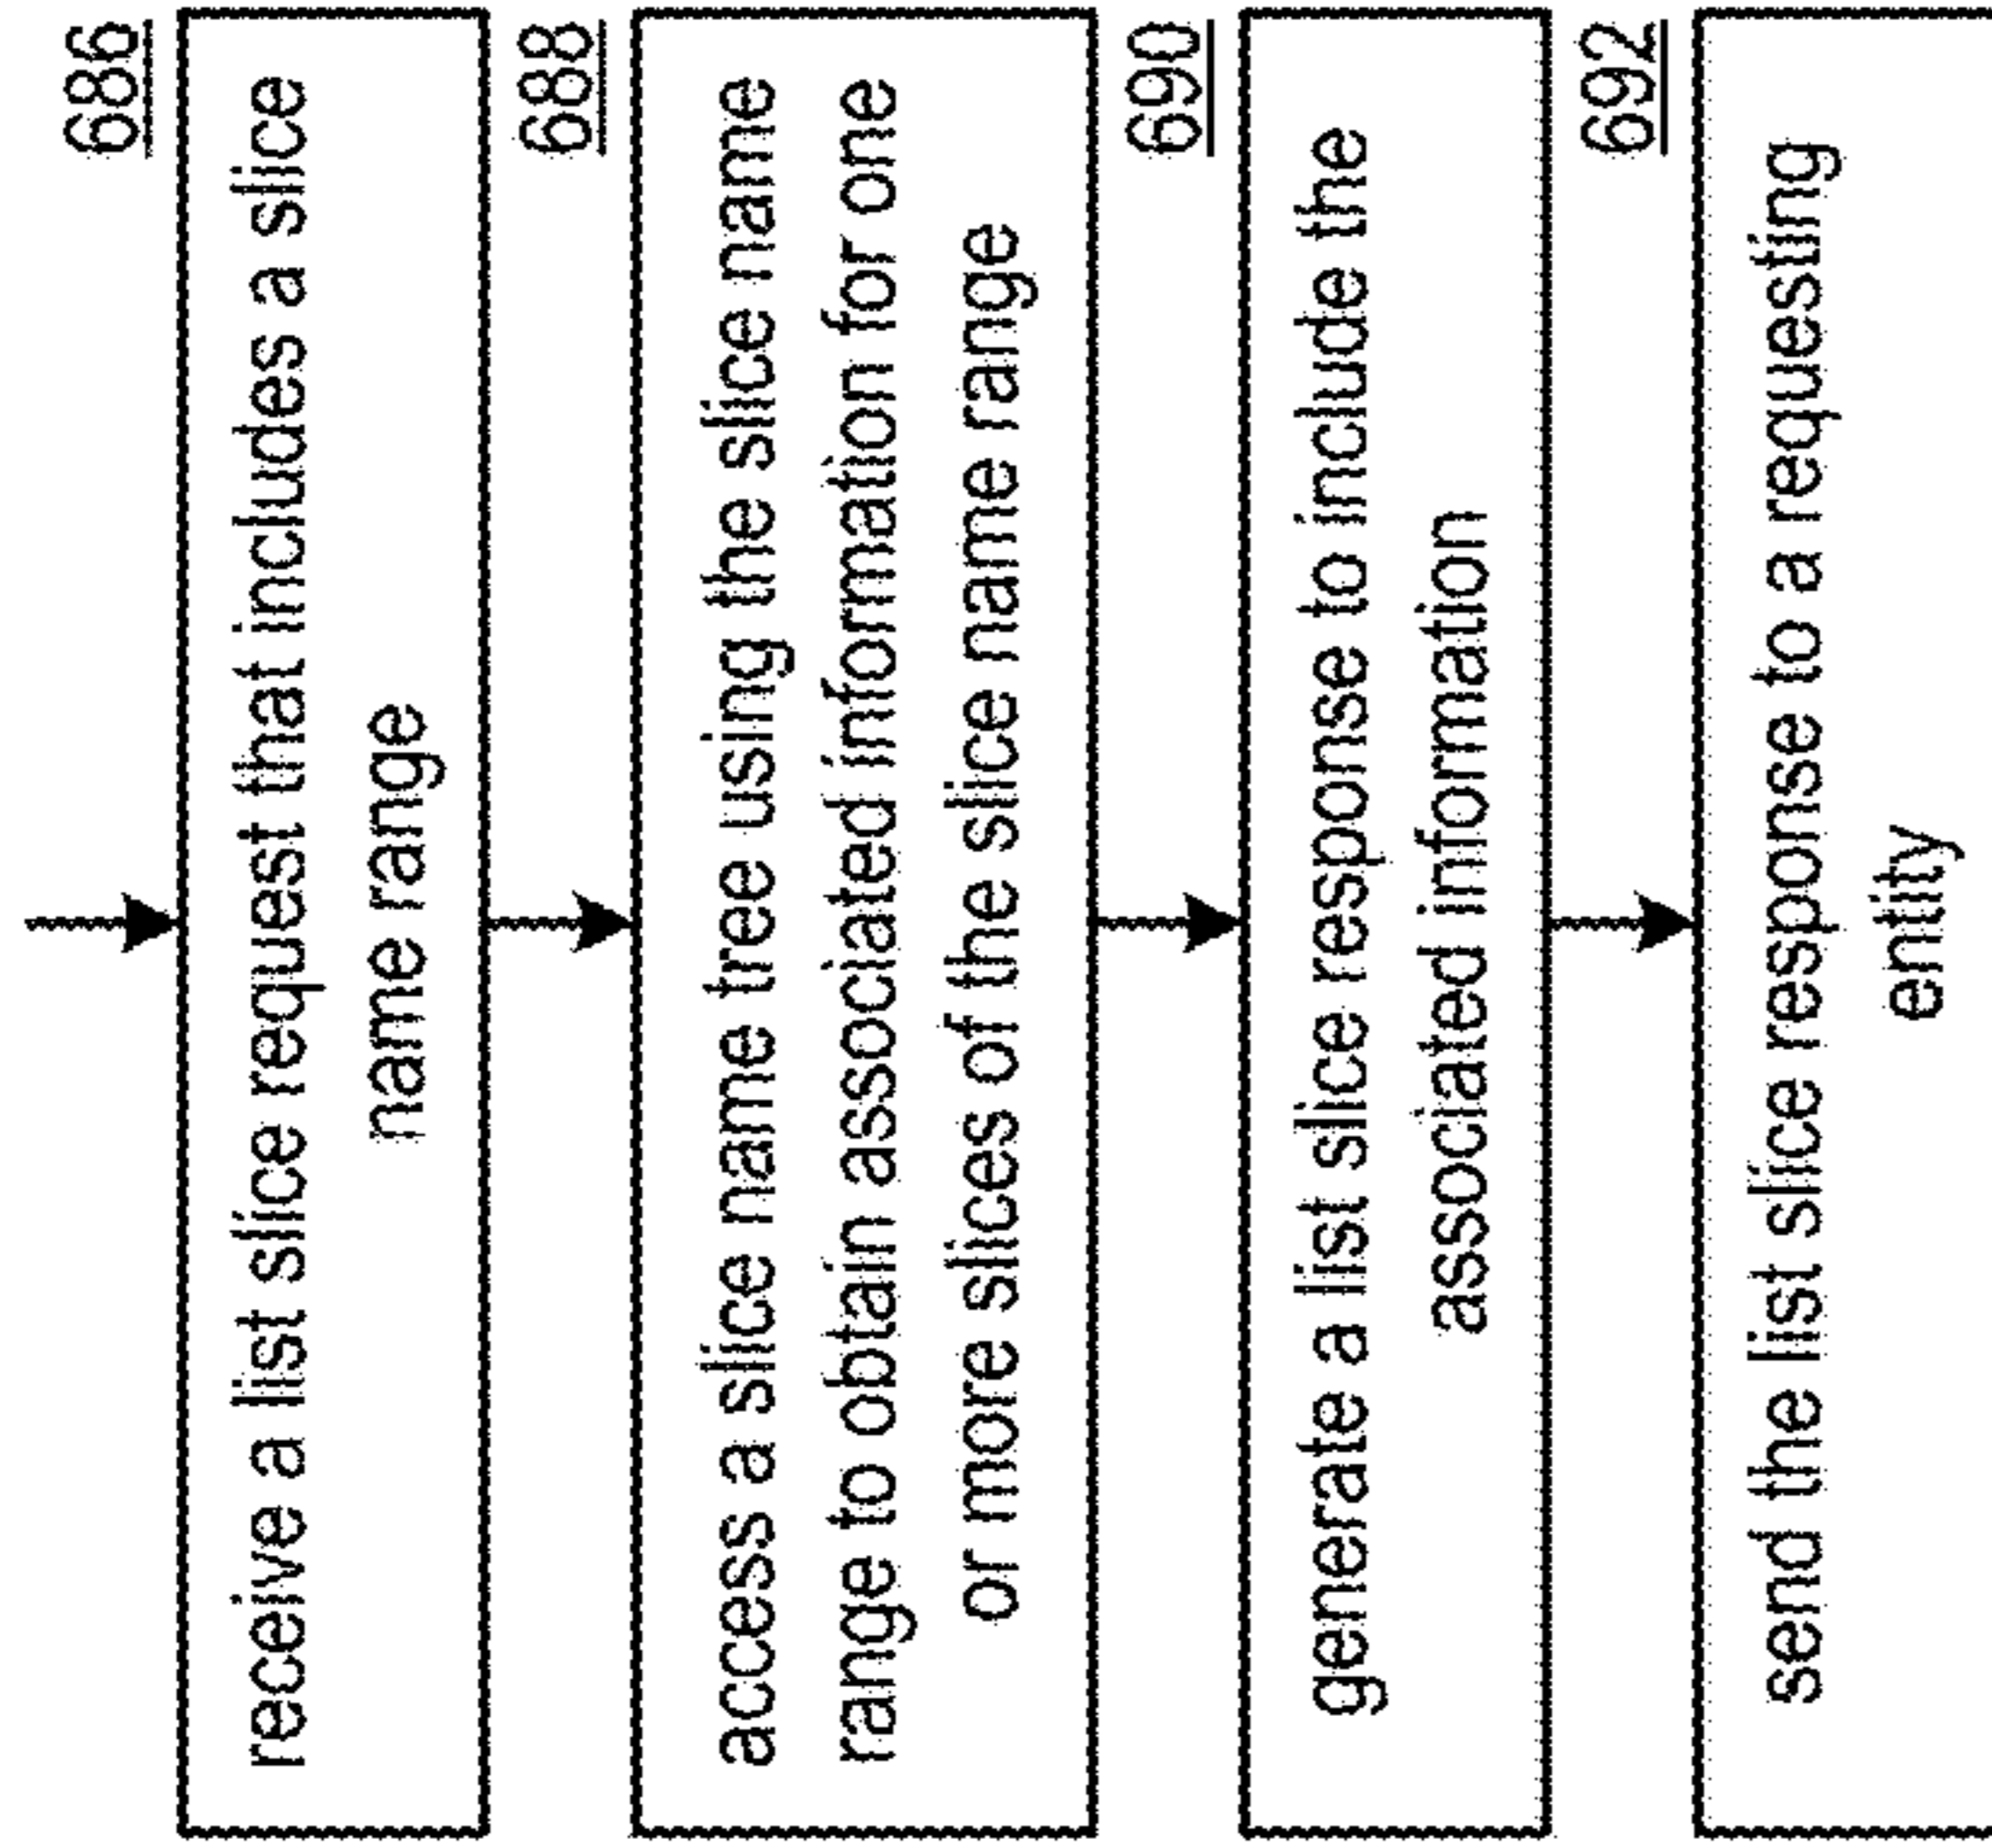 686
receive a list slice request that includes a slice
name range
688
access a slice name tree using the slice name
range to obtain associated information for one
or more slices of the slice name range
690
generate a list slice response to include the
associated information
692
send the list slice response to a requesting
entity